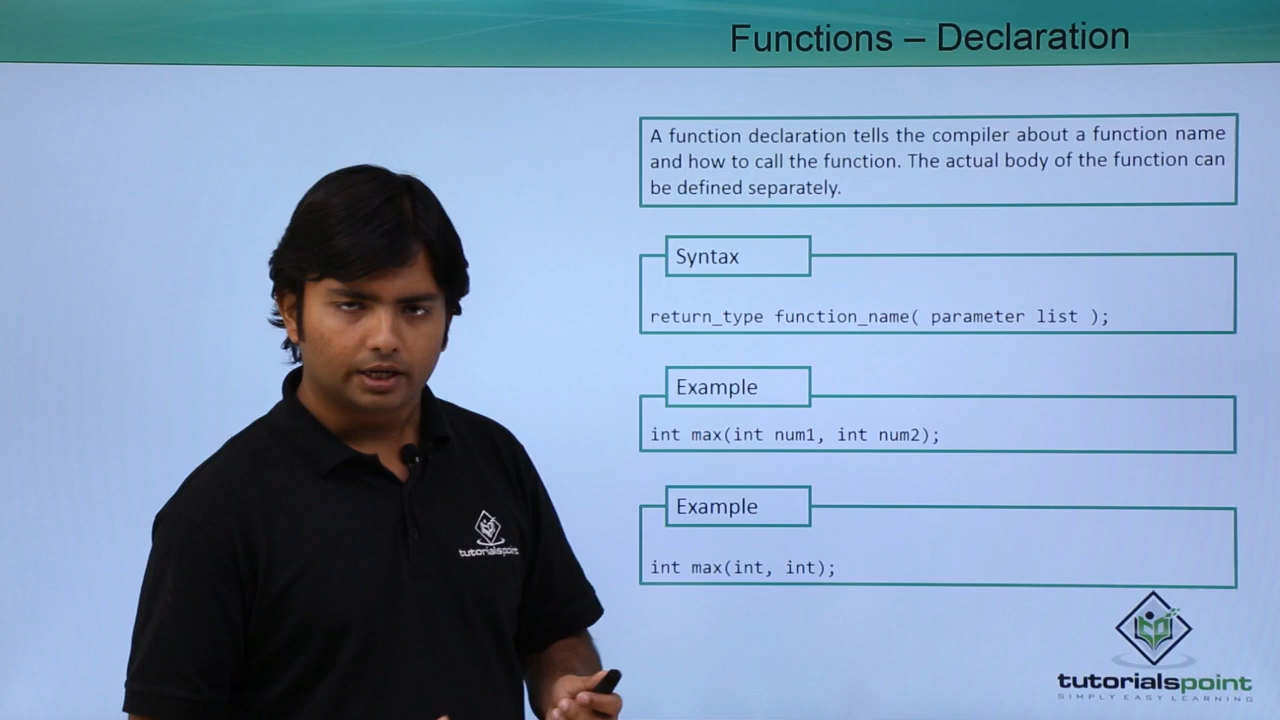 Functions – Declaration
A function declaration tells the compiler about a function name
and how to call the function. The actual body of the function can
be defined separately.
Syntax
return_type function_name( parameter list );
Example
int max(int num1, int num2);
Example
int max(int, int);
tutorialspoint
tutorialspoint
SIMPLY EASY LEARNING